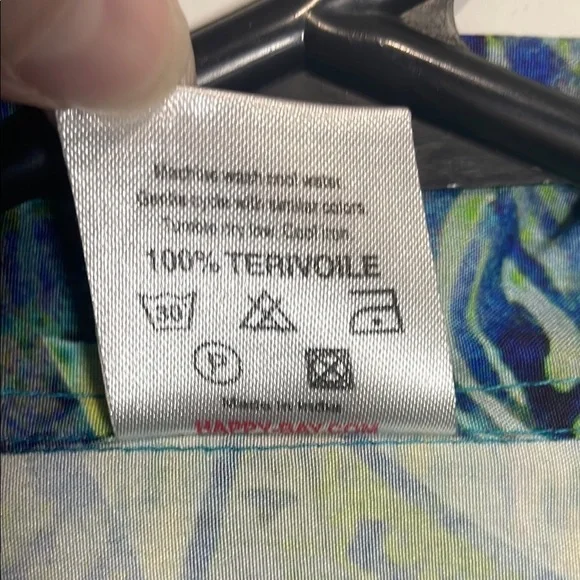 Machine wash cool water.
Gentle cycle with similar colors.
Tumble dry low. Cool iron.
100% TERIVOILE
30
P
Made in India
HAPPY-BAY.COM